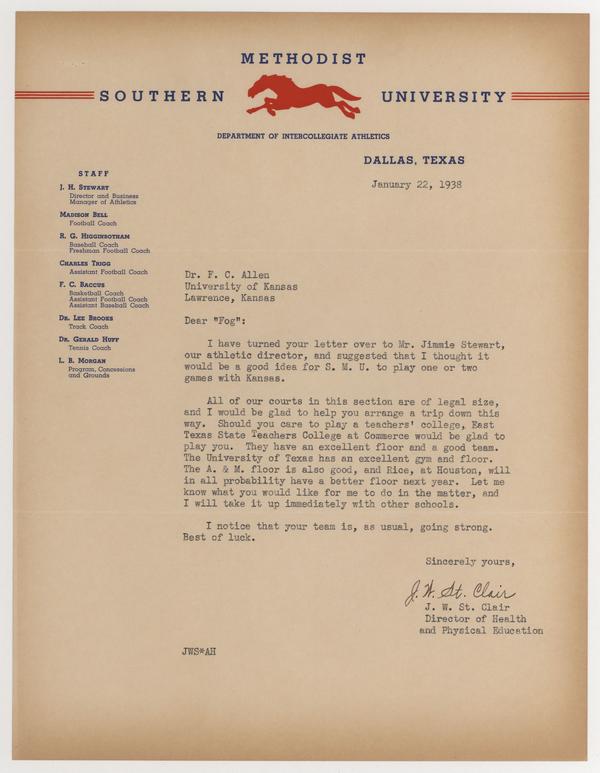 METHODIST
SOUTHERN UNIVERSITY
DEPARTMENT OF INTERCOLLEGIATE ATHLETICS
DALLAS, TEXAS
January 22, 1938
STAFF
J. H. STEWART
Director and Business
Manager of Athletics
MADISON BELL
Football Coach
R. G. HIGGINBOTHAM
Baseball Coach
Freshman Football Coach
CHARLES TRIGG
Assistant Football Coach
F. C. BACCUS
Basketball Coach
Assistant Football Coach
Assistant Baseball Coach
DR. LEE BROOKS
Track Coach
DR. GERALD HUFF
Tennis Coach
L. B. MORGAN
Program, Concessions
and Grounds
Dr. F. C. Allen
University of Kansas
Lawrence, Kansas
Dear "Fog":
I have turned your letter over to Mr. Jimmie Stewart,
our athletic director, and suggested that I thought it
would be a good idea for S. M. U. to play one or two
games with Kansas.
All of our courts in this section are of legal size,
and I would be glad to help you arrange a trip down this
way. Should you care to play a teachers' college, East
Texas State Teachers College at Commerce would be glad to
play you. They have an excellent floor and a good team.
The University of Texas has an excellent gym and floor.
The A. & M. floor is also good, and Rice, at Houston, will
in all probability have a better floor next year. Let me
know what you would like for me to do in the matter, and
I will take it up immediately with other schools.
I notice that your team is, as usual, going strong.
Best of luck.
Sincerely yours,
J. W. St. Clair
J. W. St. Clair
Director of Health
and Physical Education
JWS*AH